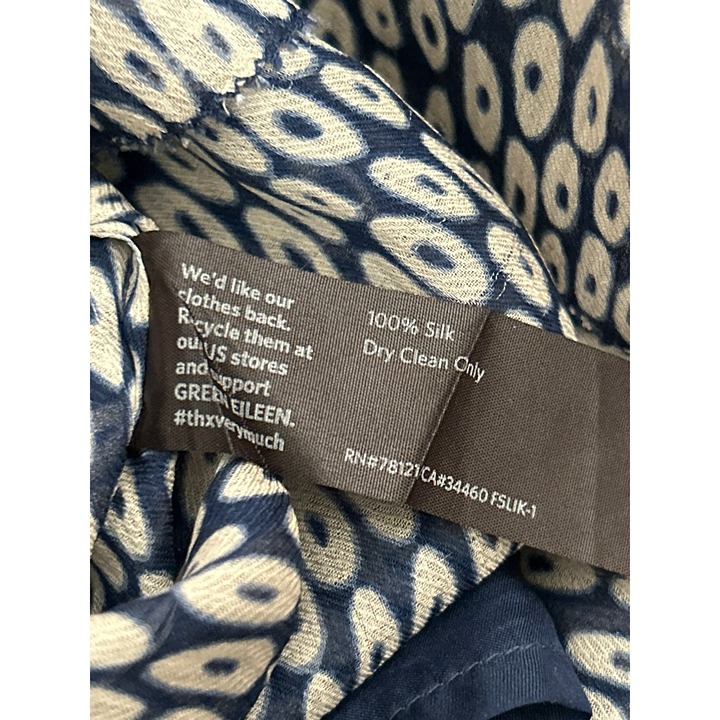 We'd like our
clothes back.
Recycle them at
our US stores
and support
GREEN EILEEN.
#thxverymuch
100% Silk
Dry Clean Only
RN#78121 CA#34460 FSLIK-1